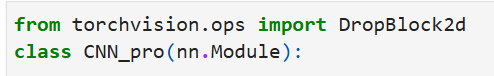 from torchvision.ops import DropBlock2d
class CNN_pro(nn.Module):